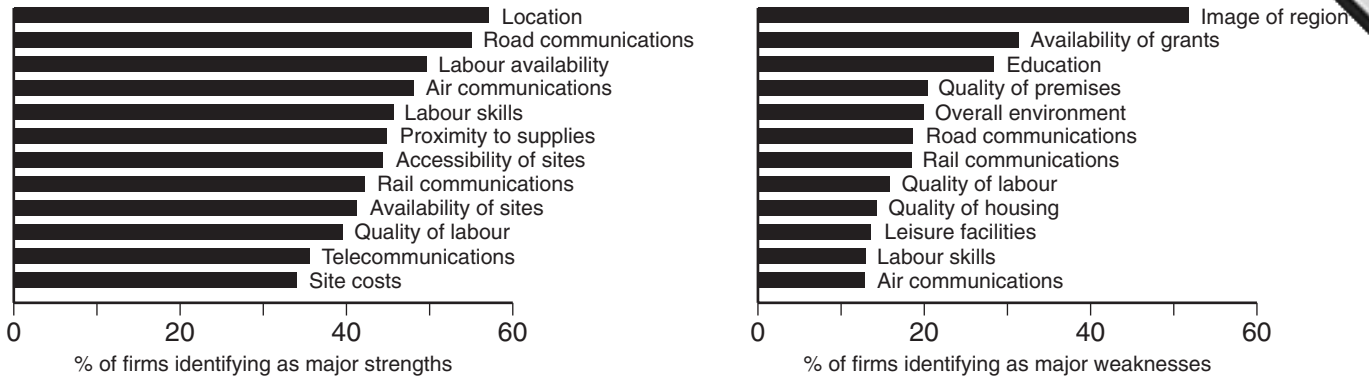 Location
Road communications
Labour availability
Air communications
Labour skills
Proximity to supplies
Accessibility of sites
Rail communications
Availability of sites
Quality of labour
Telecommunications
Site costs
0 20 40 60
% of firms identifying as major strengths
Image of region
Availability of grants
Education
Quality of premises
Overall environment
Road communications
Rail communications
Quality of labour
Quality of housing
Leisure facilities
Labour skills
Air communications
0 20 40 60
% of firms identifying as major weaknesses